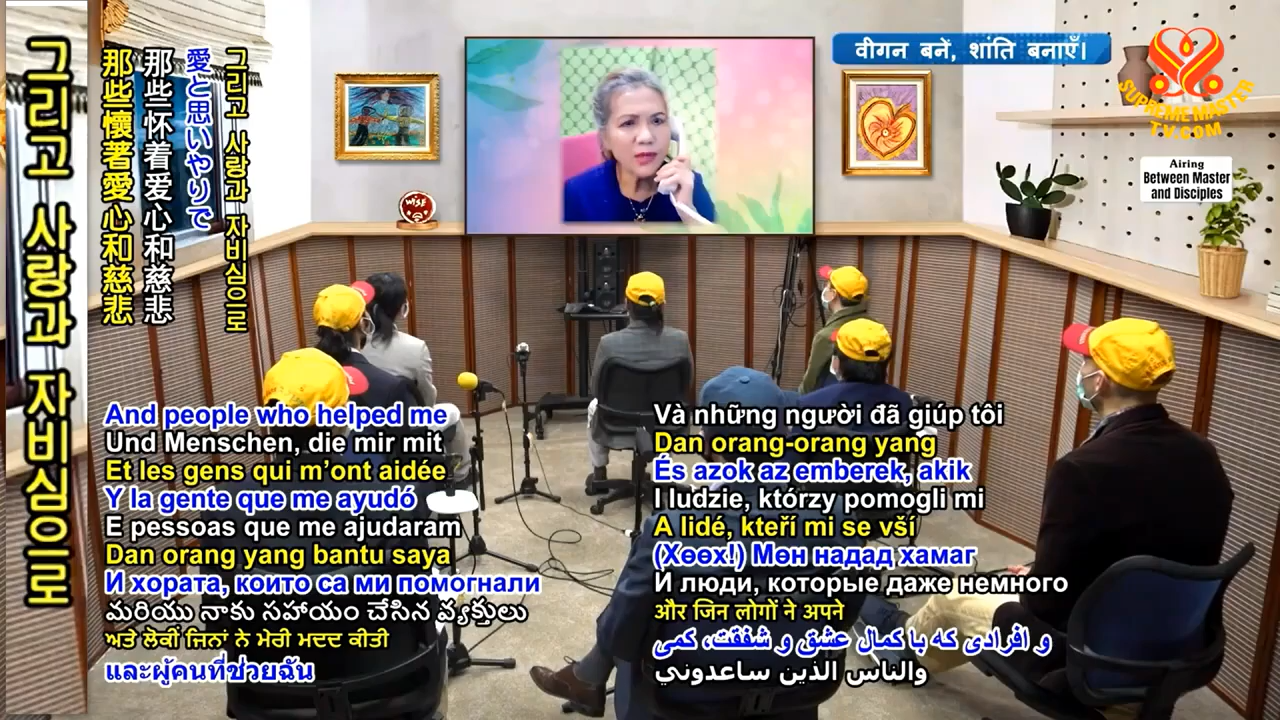 그리고 사랑과 자비심으로
那些懷著愛心和慈悲
那些怀着爱心和慈悲
愛と思いやりで
그리고 사랑과 자비심으로
वीगन बनें, शांति बनाएँ।
SUPREME MASTER
TV.COM
Airing
Between Master
and Disciples
WISE
And people who helped me
Und Menschen, die mir mit
Et les gens qui m’ont aidée
Y la gente que me ayudó
E pessoas que me ajudaram
Dan orang yang bantu saya
И хората, които са ми помогнали
మరియు నాకు సహాయం చేసిన వ్యక్తులు
ਅਤੇ ਲੋਕੀਂ ਜਿਨਾਂ ਨੇ ਮੇਰੀ ਮਦਦ ਕੀਤੀ
และผู้คนที่ช่วยฉัน
Và những người đã giúp tôi
Dan orang-orang yang
És azok az emberek, akik
I ludzie, którzy pomogli mi
A lidé, kteří mi se vší
(Хөөх!) Мөн надад хамаг
И люди, которые даже немного
और जिन लोगों ने अपने
و افرادی که با کمال عشق و شفقت، کمی
والناس الذين ساعدوني